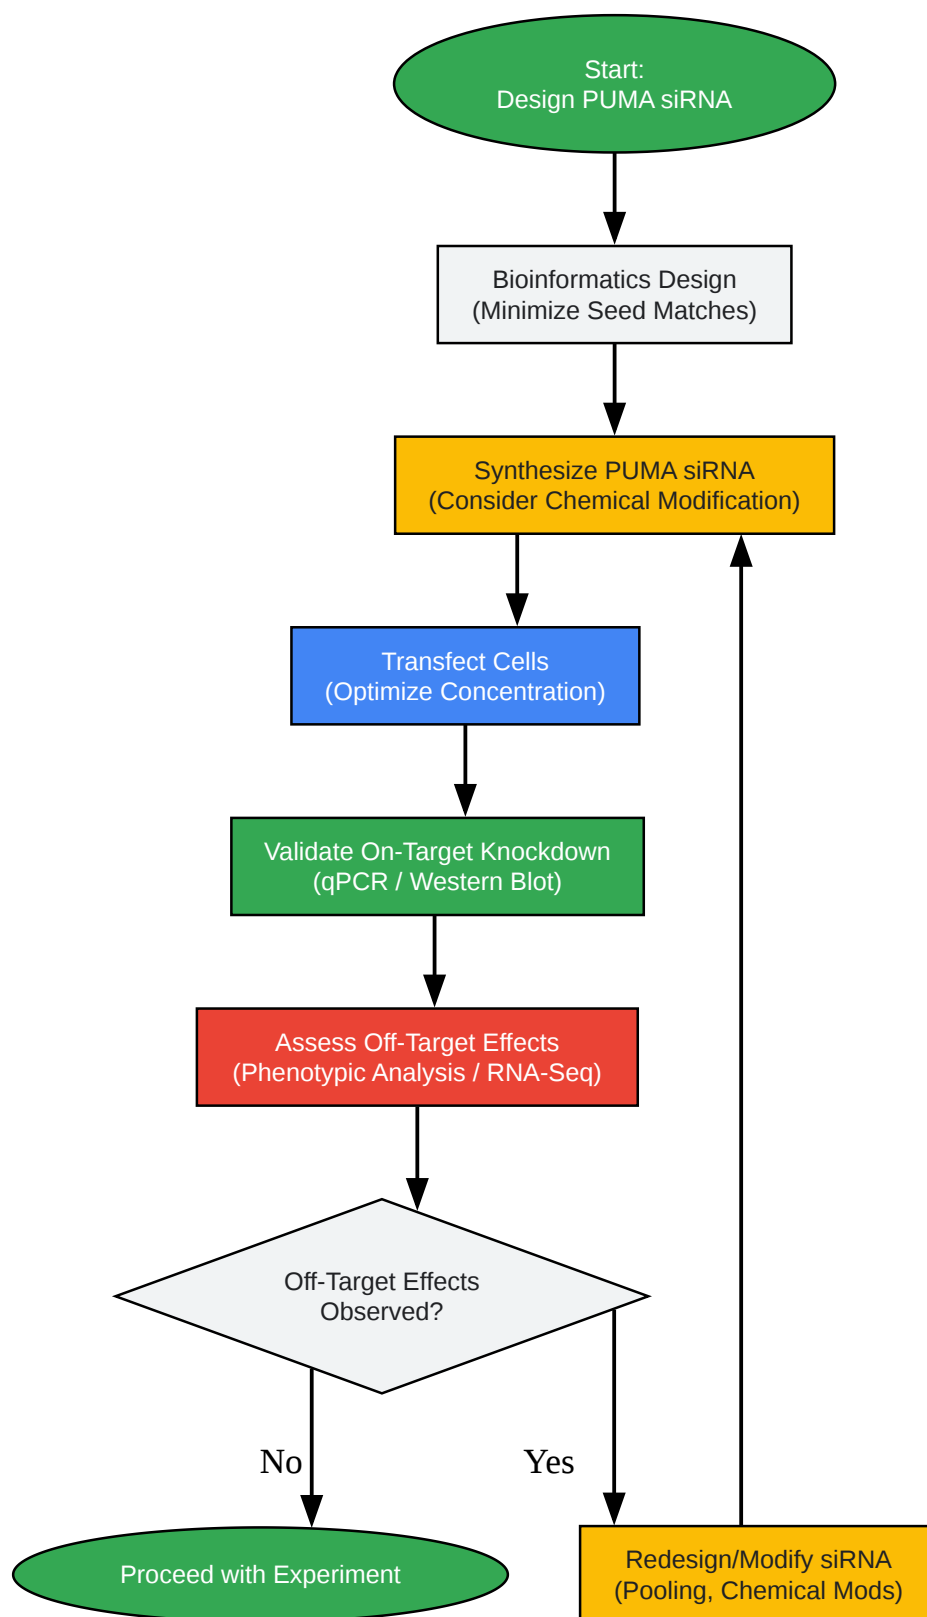 Start:
Design PUMA siRNA
Bioinformatics Design
(Minimize Seed Matches)
Synthesize PUMA siRNA
(Consider Chemical Modification)
Transfect Cells
(Optimize Concentration)
Validate On-Target Knockdown
(qPCR / Western Blot)
Assess Off-Target Effects
(Phenotypic Analysis / RNA-Seq)
Off-Target Effects
Observed?
No
Yes
Proceed with Experiment
Redesign/Modify siRNA
(Pooling, Chemical Mods)